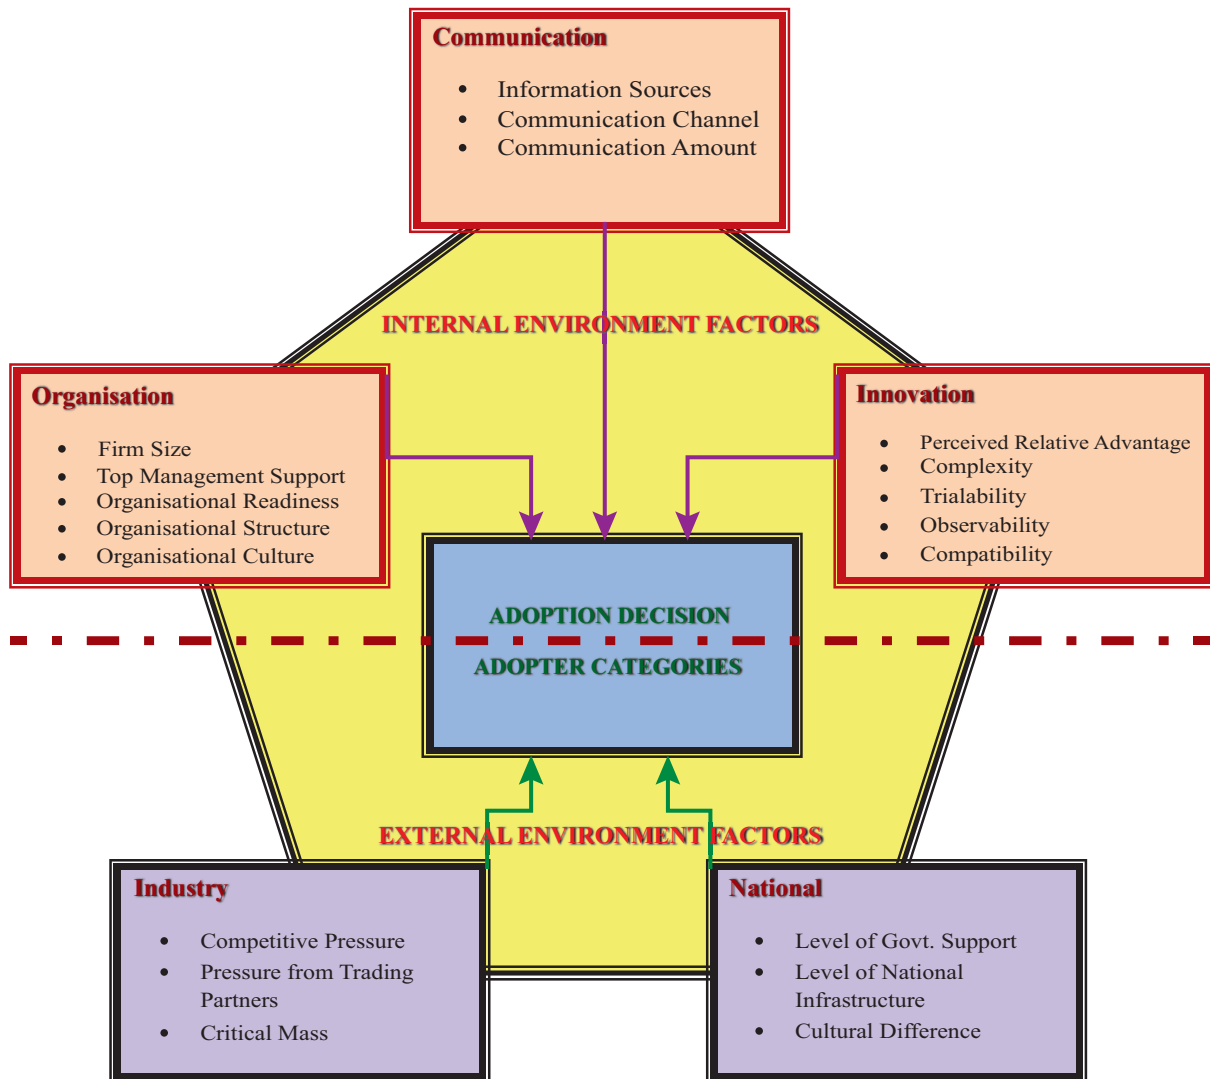 Communication
• Information Sources
• Communication Channel
• Communication Amount
INTERNAL ENVIRONMENT FACTORS
Organisation
• Firm Size
• Top Management Support
• Organisational Readiness
• Organisational Structure
• Organisational Culture
Innovation
• Perceived Relative Advantage
• Complexity
• Trialability
• Observability
• Compatibility
ADOPTION DECISION
ADOPTER CATEGORIES
EXTERNAL ENVIRONMENT FACTORS
Industry
• Competitive Pressure
• Pressure from Trading
Partners
• Critical Mass
National
• Level of Govt. Support
• Level of National
Infrastructure
• Cultural Difference